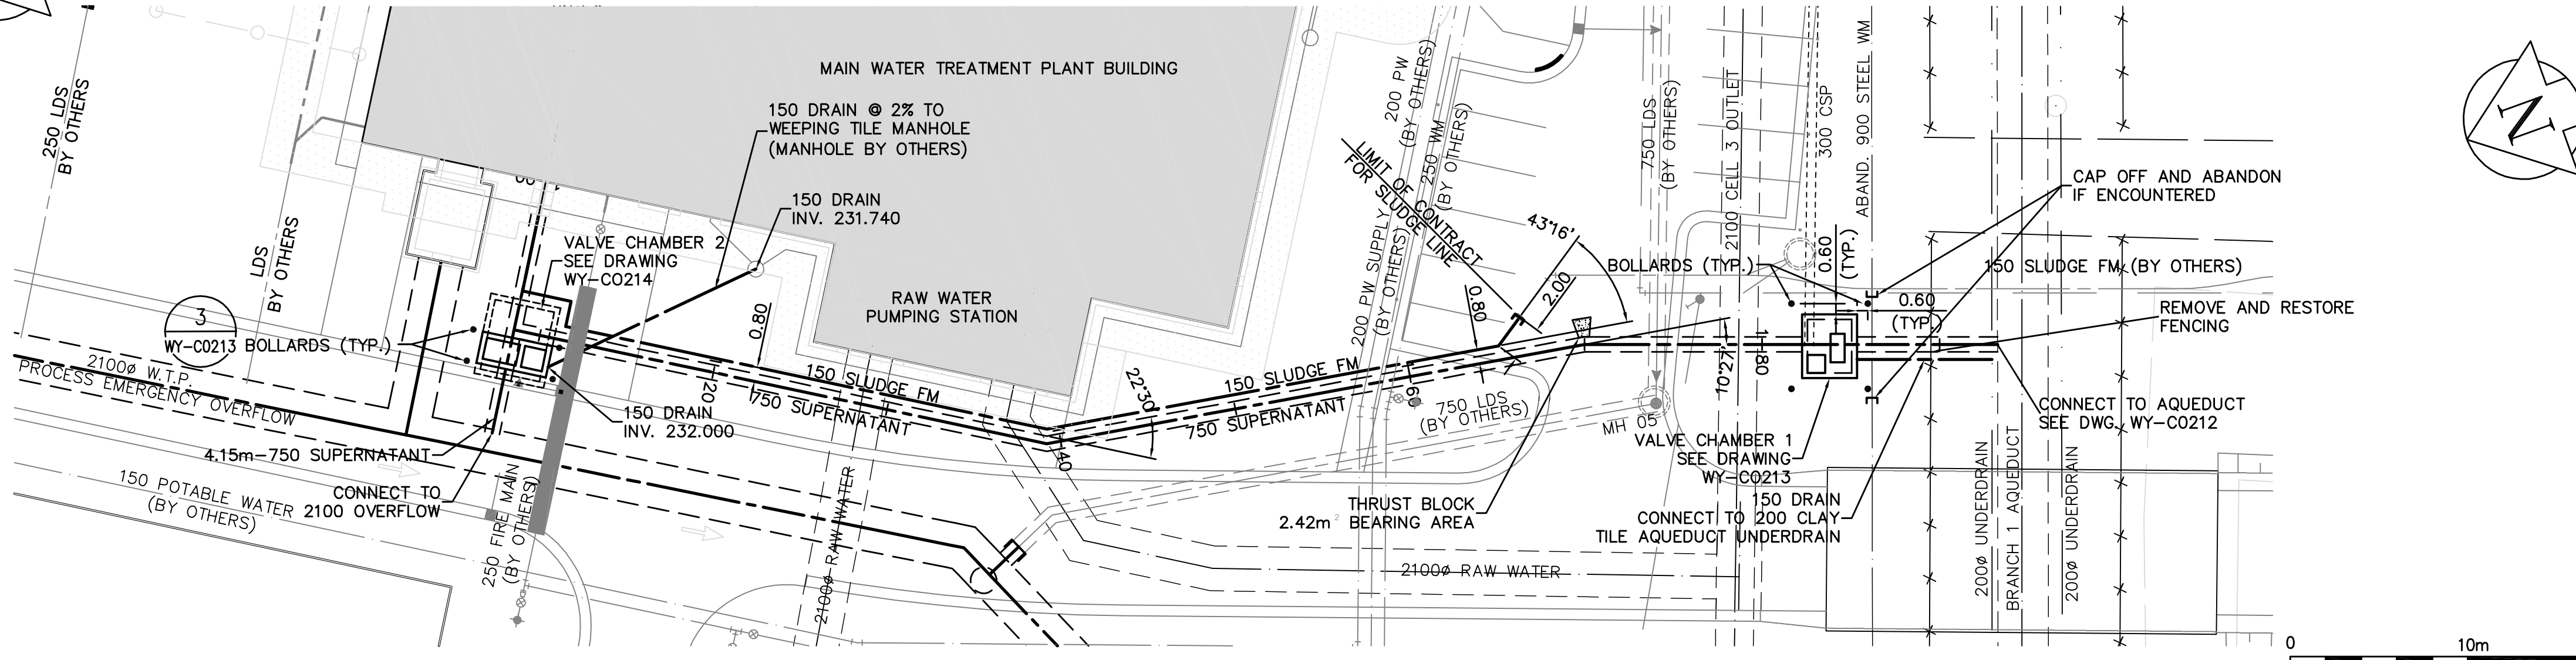 250 LDS
BY OTHERS
LDS
BY OTHERS
MAIN WATER TREATMENT PLANT BUILDING
150 DRAIN @ 2% TO
WEEPING TILE MANHOLE
(MANHOLE BY OTHERS)
150 DRAIN
INV. 231.740
VALVE CHAMBER 2
SEE DRAWING
WY-C0214
RAW WATER
PUMPING STATION
0.80
3
WY-C0213
BOLLARDS (TYP.)
2100ø W.T.P.
PROCESS EMERGENCY OVERFLOW
4.15m-750 SUPERNATANT
150 POTABLE WATER
(BY OTHERS)
CONNECT TO
2100 OVERFLOW
250 FIRE MAIN
(BY OTHERS)
150 DRAIN
INV. 232.000
1+20
150 SLUDGE FM
750 SUPERNATANT
2100ø RAW WATER
1+40
22°30'
150 SLUDGE FM
750 SUPERNATANT
1+60
750 LDS
(BY OTHERS)
200 PW
(BY OTHERS)
250 WM
(BY OTHERS)
200 PW SUPPLY
(BY OTHERS)
LIMIT OF CONTRACT
FOR SLUDGE LINE
0.80
2.00
43°16'
THRUST BLOCK
2.42m² BEARING AREA
2100ø RAW WATER
750 LDS
(BY OTHERS)
2100 CELL 3 OUTLET
300 CSP
ABAND. 900 STEEL WM
BOLLARDS (TYP.)
0.60
(TYP.)
10°27'
1+80
MH 05
VALVE CHAMBER 1
SEE DRAWING
WY-C0213
150 DRAIN
CONNECT TO 200 CLAY
TILE AQUEDUCT UNDERDRAIN
CAP OFF AND ABANDON
IF ENCOUNTERED
150 SLUDGE FM (BY OTHERS)
0.60
(TYP.)
REMOVE AND RESTORE
FENCING
CONNECT TO AQUEDUCT
SEE DWG. WY-C0212
200ø UNDERDRAIN
BRANCH 1 AQUEDUCT
200ø UNDERDRAIN
N
0 10m